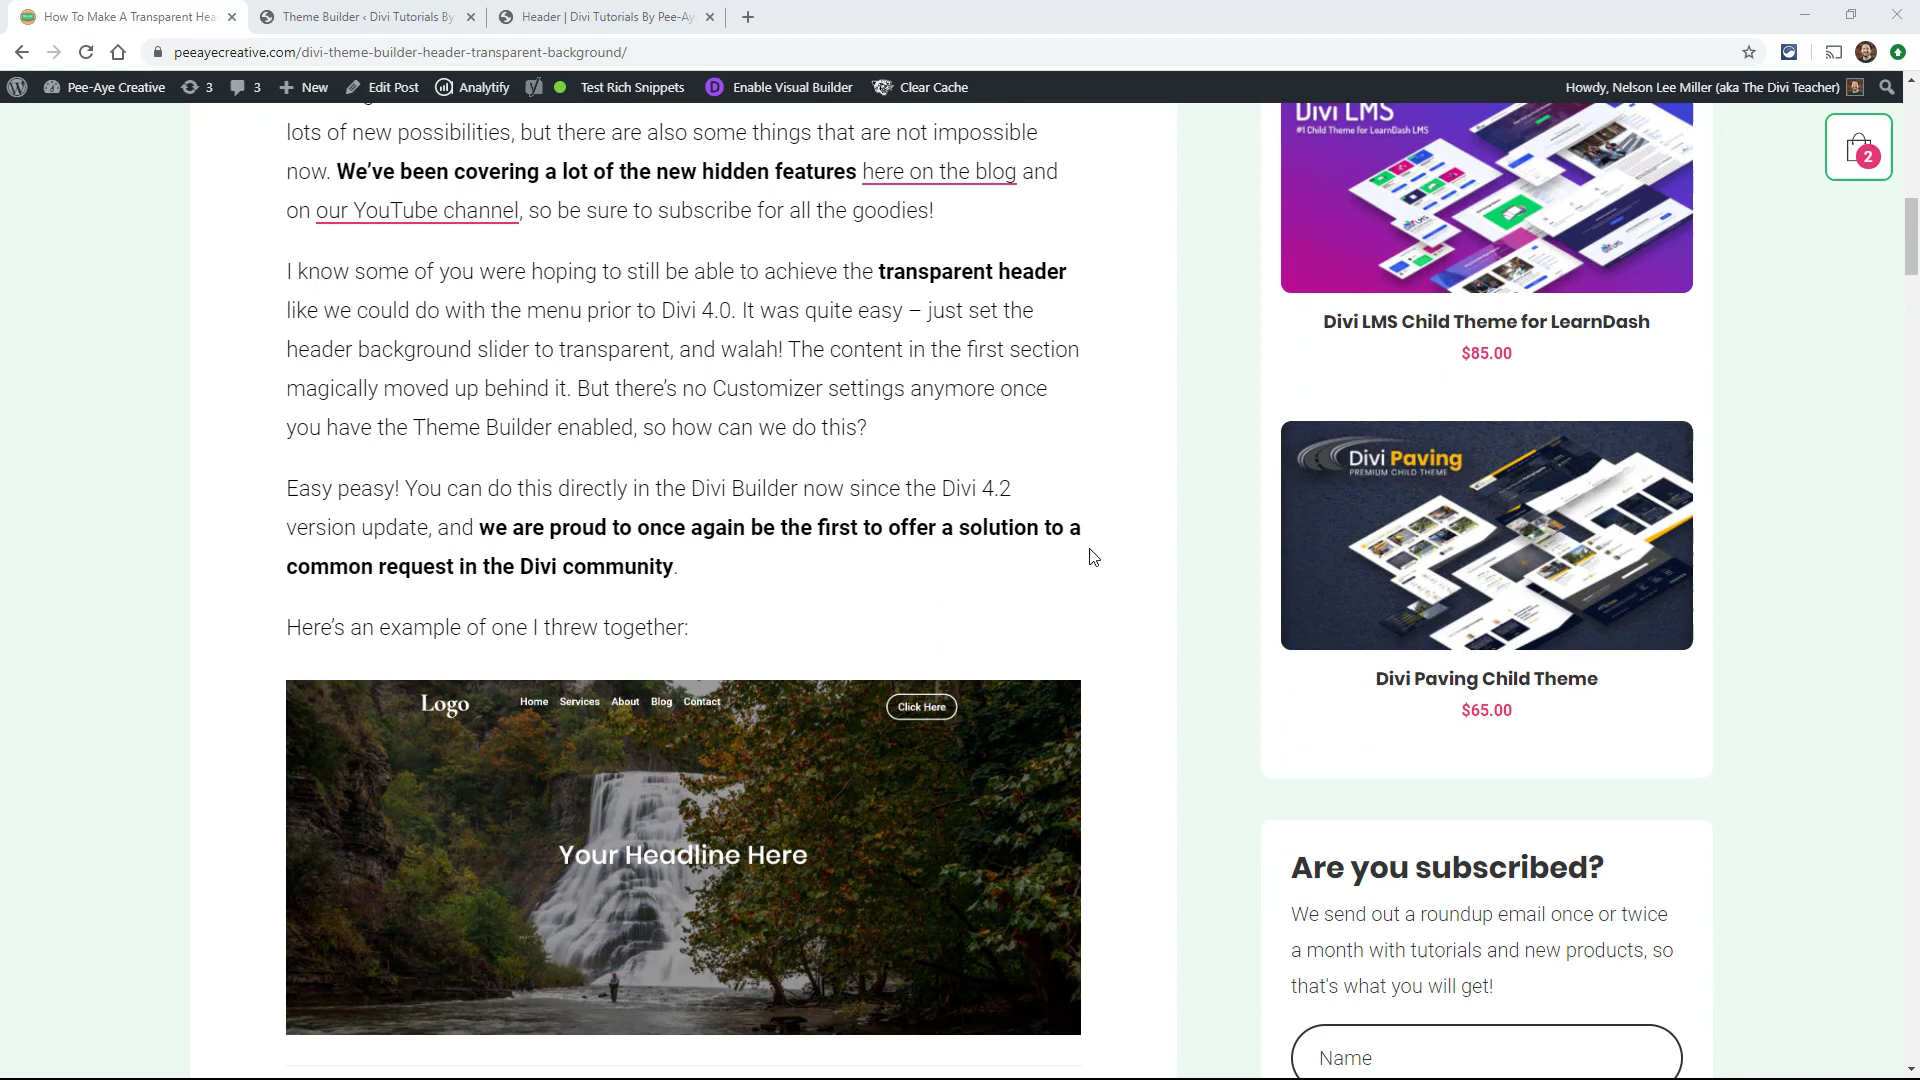 How To Make A Transparent Hea
Theme Builder ‹ Divi Tutorials By
Header | Divi Tutorials By Pee-Ay
peeayecreative.com/divi-theme-builder-header-transparent-background/
Pee-Aye Creative
3
3
New
Edit Post
Analytify
Test Rich Snippets
D
Enable Visual Builder
Clear Cache
Howdy, Nelson Lee Miller (aka The Divi Teacher)
2
lots of new possibilities, but there are also some things that are not impossible
now. We’ve been covering a lot of the new hidden features here on the blog and
on our YouTube channel, so be sure to subscribe for all the goodies!
I know some of you were hoping to still be able to achieve the transparent header
like we could do with the menu prior to Divi 4.0. It was quite easy – just set the
header background slider to transparent, and walah! The content in the first section
magically moved up behind it. But there’s no Customizer settings anymore once
you have the Theme Builder enabled, so how can we do this?
Easy peasy! You can do this directly in the Divi Builder now since the Divi 4.2
version update, and we are proud to once again be the first to offer a solution to a
common request in the Divi community.
Here’s an example of one I threw together:
Logo
Home Services About Blog Contact
Click Here
Your Headline Here
Divi LMS
#1 Child Theme for LearnDash LMS
Divi LMS Child Theme for LearnDash
$85.00
Divi Paving
PREMIUM CHILD THEME
Divi Paving Child Theme
$65.00
Are you subscribed?
We send out a roundup email once or twice
a month with tutorials and new products, so
that's what you will get!
Name